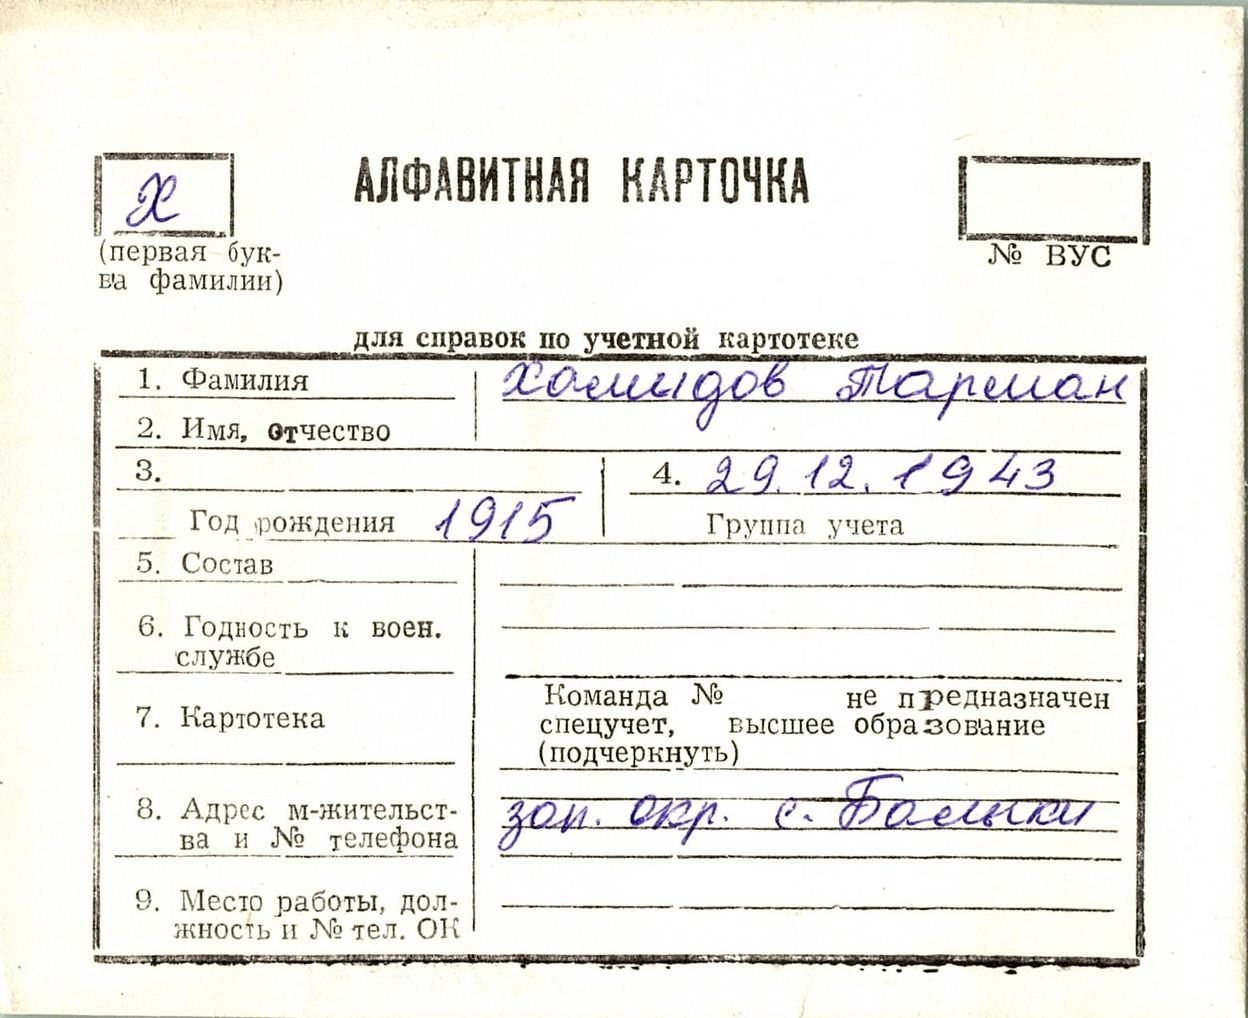 Х
АЛФАВИТНАЯ КАРТОЧКА
(первая бук-
ва фамилии)
№ ВУС
для справок по учетной картотеке
1. Фамилия Хамидов Тарман
2. Имя, отчество
3. 4. 29.12.1943
Год рождения 1915 Группа учета
5. Состав
6. Годность к воен.
службе
7. Картотека
Команда № не предназначен
спецучет, высшее образование
(подчеркнуть)
8. Адрес м-жительст-
ва и № телефона
зап. окр. с. Балыки
9. Место работы, дол-
жность и № тел. ОК